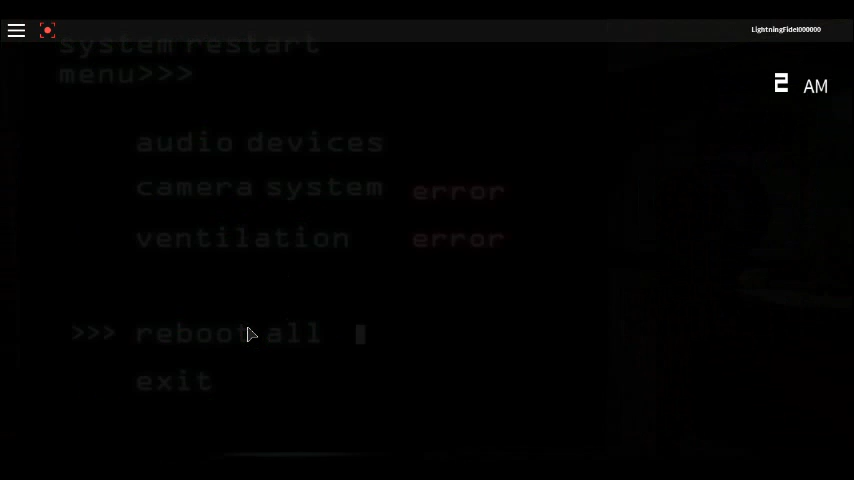 LightningFidel000000
system restart
menu>>>
2 AM
audio devices
camera system error
ventilation error
>>> reboot all
exit